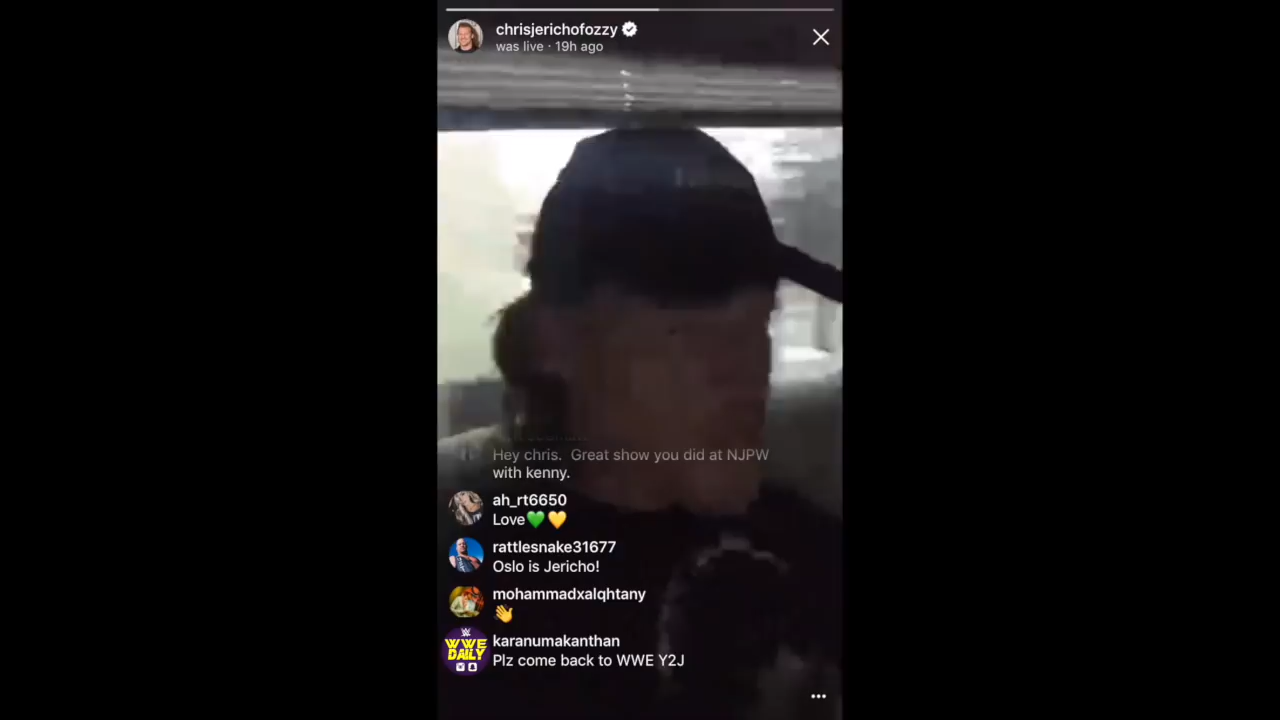 chrisjerichofozzy
was live · 19h ago
Hey chris.  Great show you did at NJPW
with kenny.
ah_rt6650
Love💚💛
rattlesnake31677
Oslo is Jericho!
mohammadxalqhtany
👋
karanumakanthan
WWE
DAILY
Plz come back to WWE Y2J